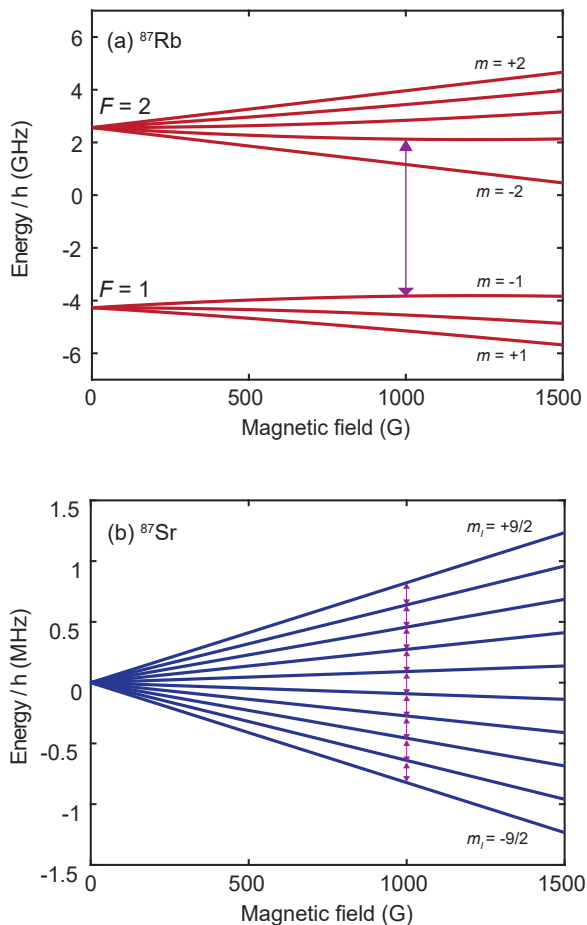 (a) ⁸⁷Rb
Energy / h (GHz)
6
4
2
0
-2
-4
-6
F = 2
F = 1
m = +2
m = -2
m = -1
m = +1
0
500
1000
1500
Magnetic field (G)
(b) ⁸⁷Sr
Energy / h (MHz)
1.5
1
0.5
0
-0.5
-1
-1.5
m_I = +9/2
m_I = -9/2
0
500
1000
1500
Magnetic field (G)